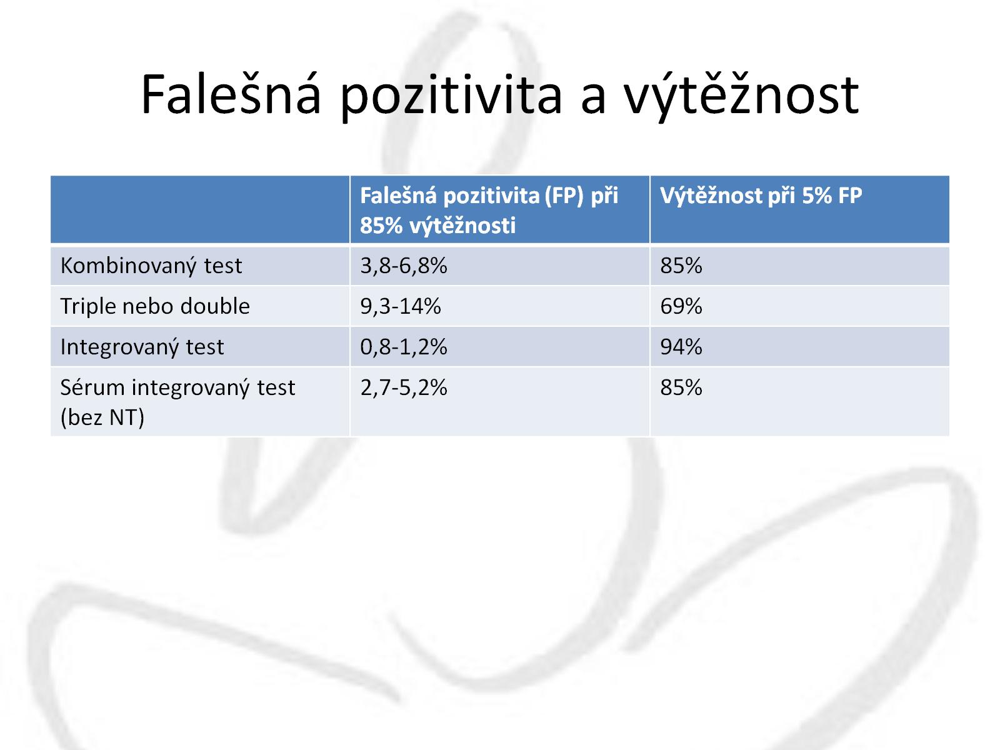 Falešná pozitivita a výtěžnost
Falešná pozitivita (FP) při 85% výtěžnosti
Výtěžnost při 5% FP
Kombinovaný test 3,8-6,8% 85%
Triple nebo double 9,3-14% 69%
Integrovaný test 0,8-1,2% 94%
Sérum integrovaný test 2,7-5,2% 85%
(bez NT)